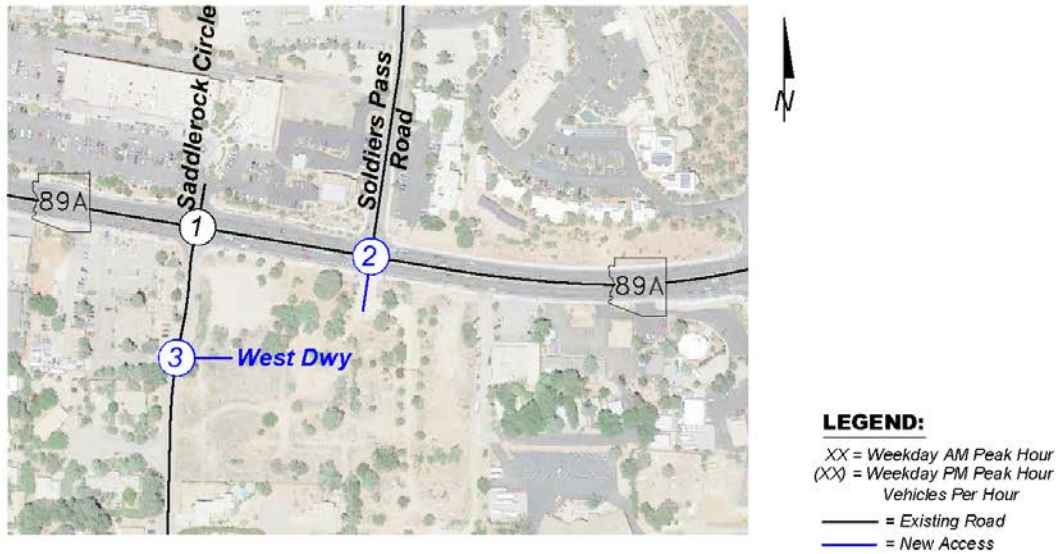 Saddlerock Circle
Soldiers Pass
Road
N
89A
1
2
89A
3
West Dwy
LEGEND:
XX = Weekday AM Peak Hour
(XX) = Weekday PM Peak Hour
Vehicles Per Hour
= Existing Road
= New Access